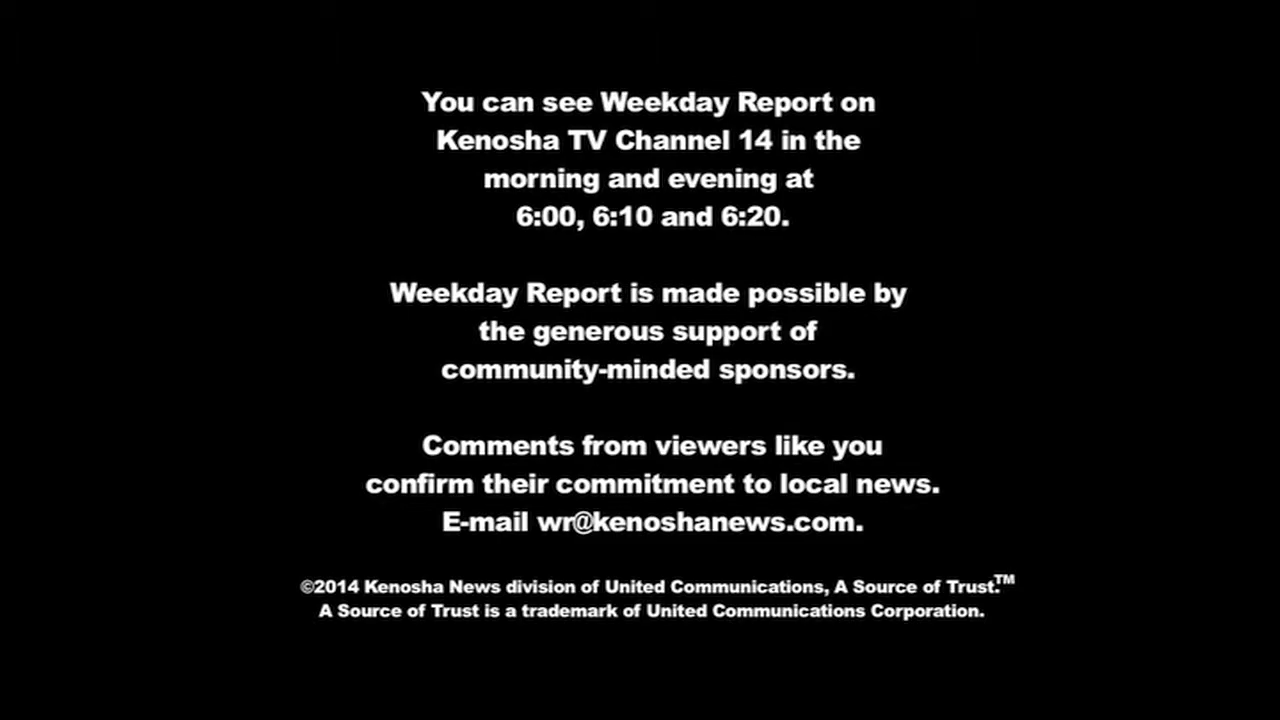 You can see Weekday Report on
Kenosha TV Channel 14 in the
morning and evening at
6:00, 6:10 and 6:20.
Weekday Report is made possible by
the generous support of
community-minded sponsors.
Comments from viewers like you
confirm their commitment to local news.
E-mail wr@kenoshanews.com.
©2014 Kenosha News division of United Communications, A Source of Trust.™
A Source of Trust is a trademark of United Communications Corporation.